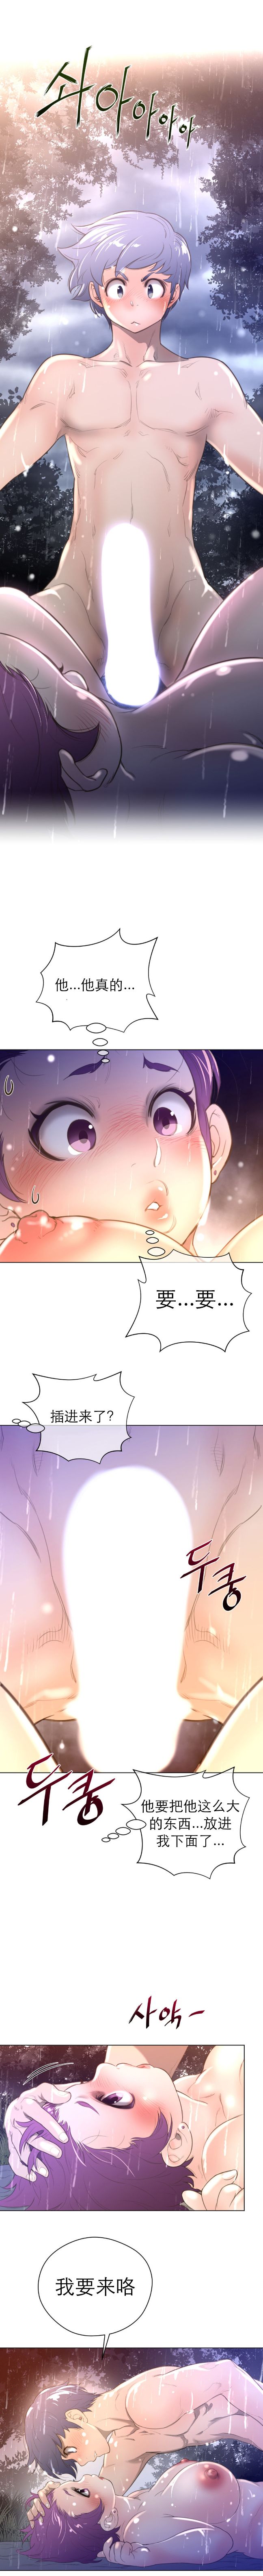 쏴아아아아
他...他真的...
要...要...
插进来了?
두쿵
두쿵
他要把他这么大
的东西...放进
我下面了...
사악-
我要来咯